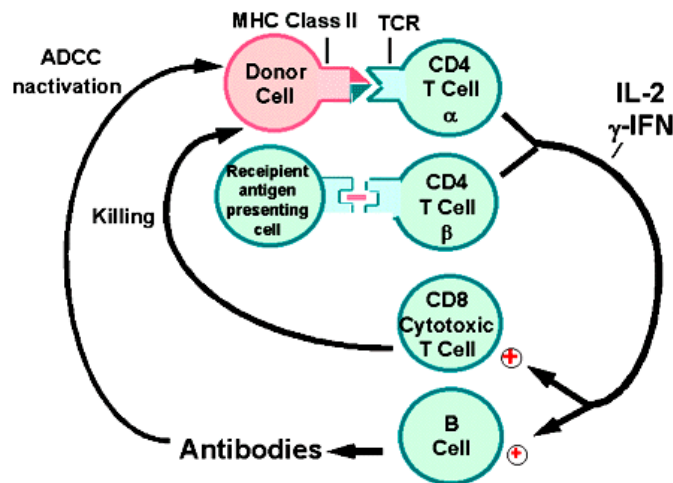 MHC Class II
TCR
ADCC
nactivation
Donor
Cell
CD4
T Cell
α
IL-2
γ-IFN
Receipient
antigen
presenting
cell
CD4
T Cell
β
Killing
CD8
Cytotoxic
T Cell
+
B
Cell
+
Antibodies